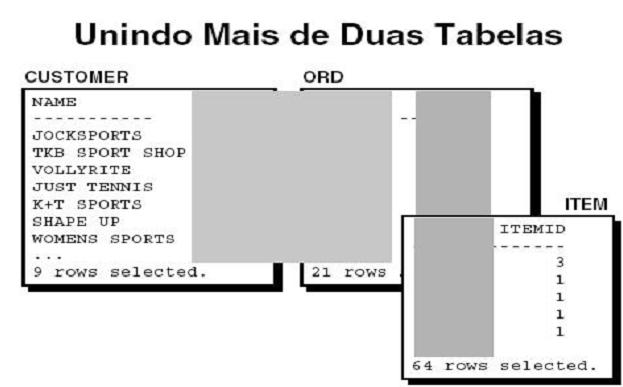 Unindo Mais de Duas Tabelas
CUSTOMER
NAME
-----------
JOCKSPORTS
TKB SPORT SHOP
VOLLYRITE
JUST TENNIS
K+T SPORTS
SHAPE UP
WOMENS SPORTS
...
9 rows selected.
ORD
21 rows
ITEM
ITEMID
------
3
1
1
1
1
64 rows selected.